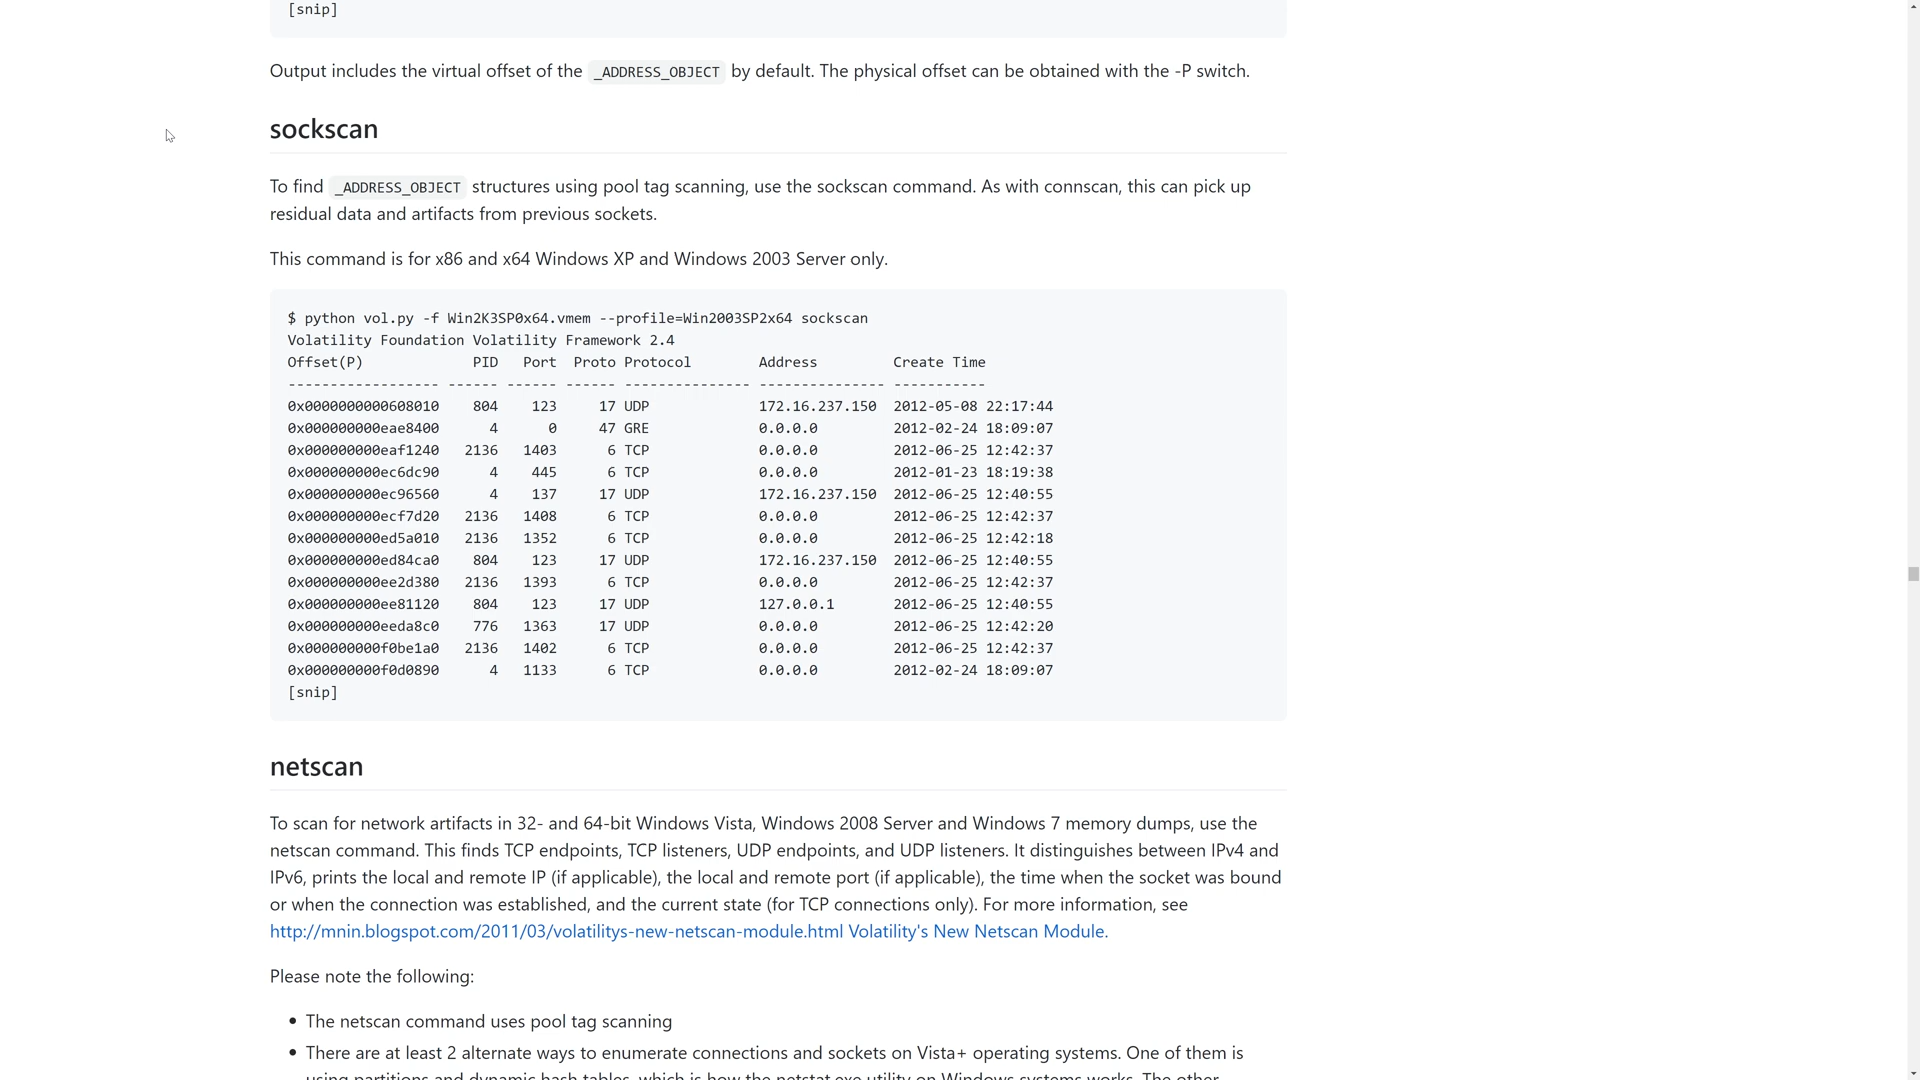 [snip]
Output includes the virtual offset of the _ADDRESS_OBJECT by default. The physical offset can be obtained with the -P switch.
sockscan
To find _ADDRESS_OBJECT structures using pool tag scanning, use the sockscan command. As with connscan, this can pick up
residual data and artifacts from previous sockets.
This command is for x86 and x64 Windows XP and Windows 2003 Server only.
$ python vol.py -f Win2K3SP0x64.vmem --profile=Win2003SP2x64 sockscan
Volatility Foundation Volatility Framework 2.4
Offset(P)             PID   Port  Proto Protocol        Address         Create Time
------------------ ------ ------ ------ --------------- --------------- -----------
0x0000000000608010    804    123     17 UDP             172.16.237.150  2012-05-08 22:17:44
0x000000000eae8400      4      0     47 GRE             0.0.0.0         2012-02-24 18:09:07
0x000000000eaf1240   2136   1403      6 TCP             0.0.0.0         2012-06-25 12:42:37
0x000000000ec6dc90      4    445      6 TCP             0.0.0.0         2012-01-23 18:19:38
0x000000000ec96560      4    137     17 UDP             172.16.237.150  2012-06-25 12:40:55
0x000000000ecf7d20   2136   1408      6 TCP             0.0.0.0         2012-06-25 12:42:37
0x000000000ed5a010   2136   1352      6 TCP             0.0.0.0         2012-06-25 12:42:18
0x000000000ed84ca0    804    123     17 UDP             172.16.237.150  2012-06-25 12:40:55
0x000000000ee2d380   2136   1393      6 TCP             0.0.0.0         2012-06-25 12:42:37
0x000000000ee81120    804    123     17 UDP             127.0.0.1       2012-06-25 12:40:55
0x000000000eeda8c0    776   1363     17 UDP             0.0.0.0         2012-06-25 12:42:20
0x000000000f0be1a0   2136   1402      6 TCP             0.0.0.0         2012-06-25 12:42:37
0x000000000f0d0890      4   1133      6 TCP             0.0.0.0         2012-02-24 18:09:07
[snip]
netscan
To scan for network artifacts in 32- and 64-bit Windows Vista, Windows 2008 Server and Windows 7 memory dumps, use the
netscan command. This finds TCP endpoints, TCP listeners, UDP endpoints, and UDP listeners. It distinguishes between IPv4 and
IPv6, prints the local and remote IP (if applicable), the local and remote port (if applicable), the time when the socket was bound
or when the connection was established, and the current state (for TCP connections only). For more information, see
http://mnin.blogspot.com/2011/03/volatilitys-new-netscan-module.html Volatility's New Netscan Module.
Please note the following:
• The netscan command uses pool tag scanning
• There are at least 2 alternate ways to enumerate connections and sockets on Vista+ operating systems. One of them is
using partitions and dynamic hash tables, which is how the netstat.exe utility on Windows systems works. The other